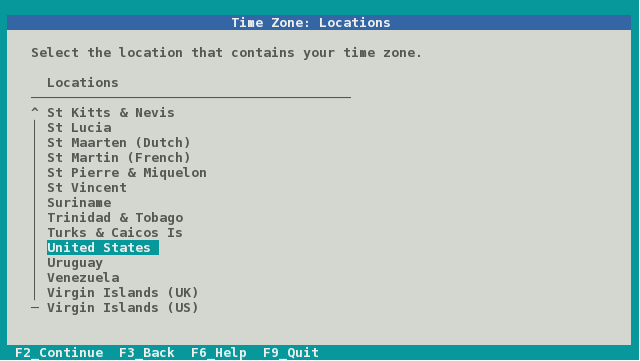 Time Zone: Locations
Select the location that contains your time zone.
Locations
^ St Kitts & Nevis
St Lucia
St Maarten (Dutch)
St Martin (French)
St Pierre & Miquelon
St Vincent
Suriname
Trinidad & Tobago
Turks & Caicos Is
United States
Uruguay
Venezuela
Virgin Islands (UK)
Virgin Islands (US)
F2_Continue F3_Back F6_Help F9_Quit